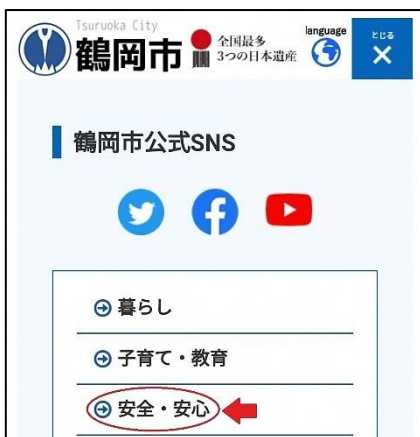 Tsuruoka City
鶴岡市
全国最多
3つの日本遺産
language
とじる
×
鶴岡市公式SNS
暮らし
子育て・教育
安全・安心